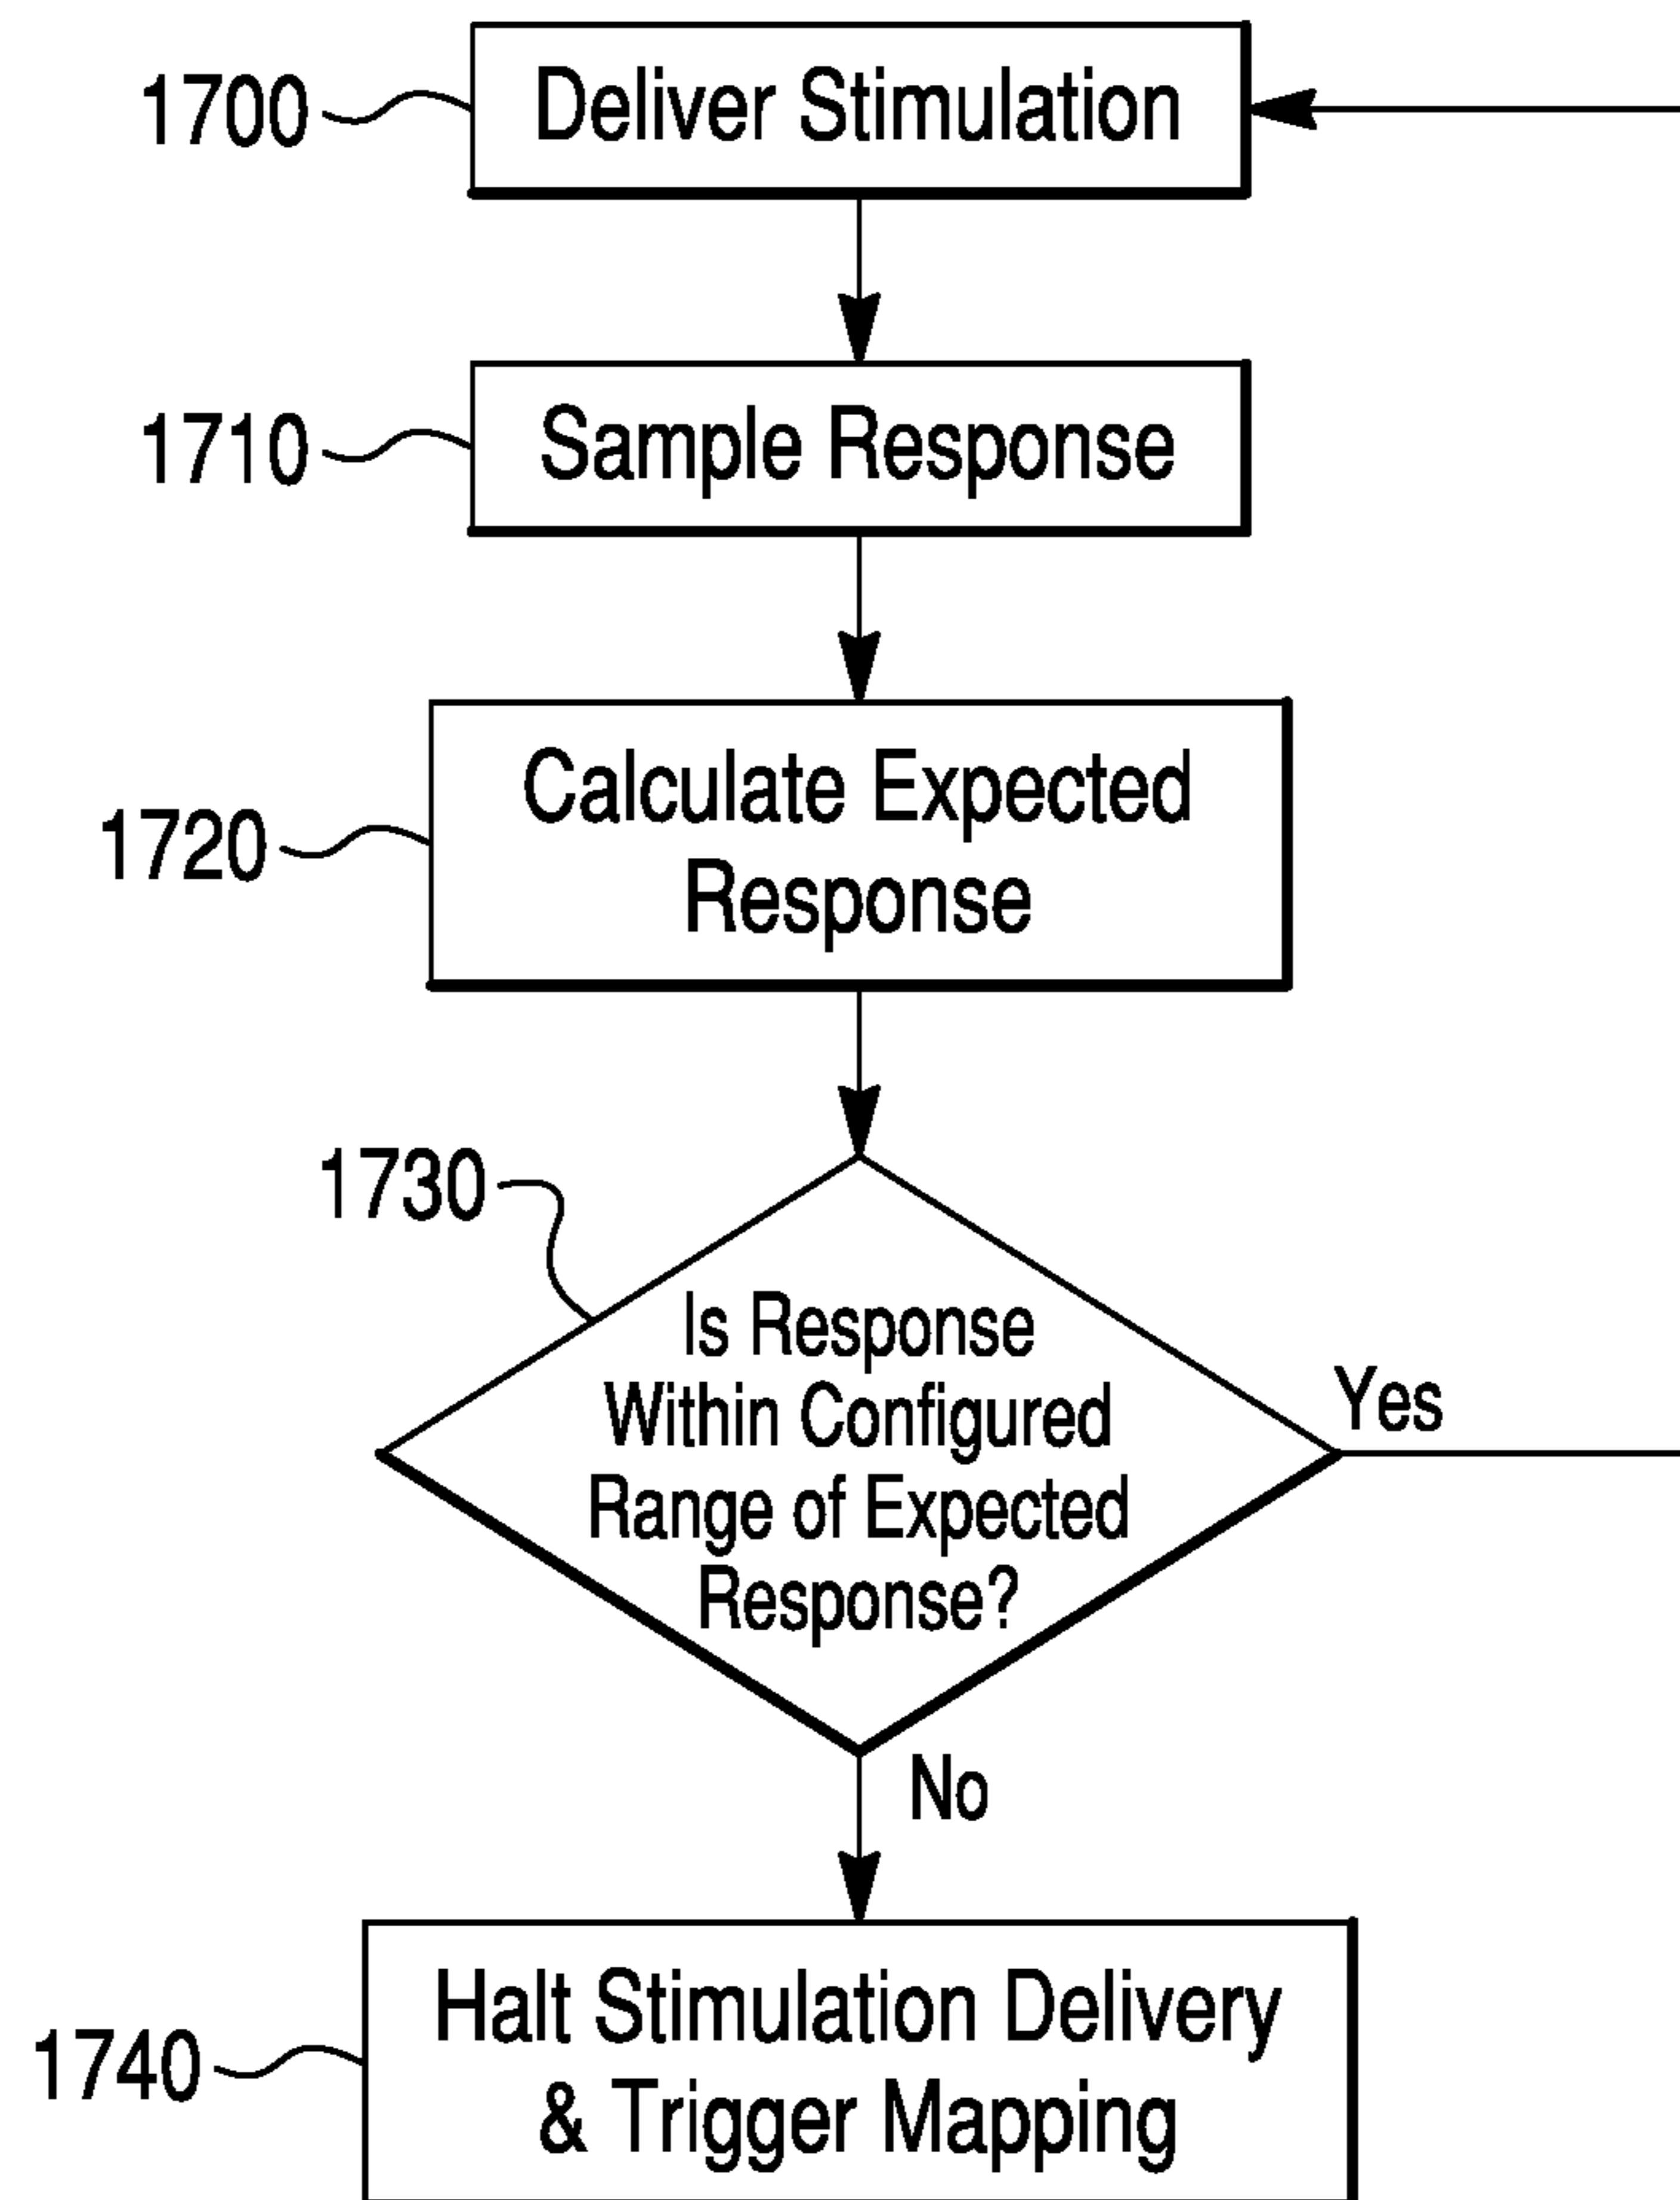 1700
Deliver Stimulation
1710
Sample Response
1720
Calculate Expected
Response
1730
Is Response
Within Configured
Range of Expected
Response?
Yes
No
1740
Halt Stimulation Delivery
& Trigger Mapping